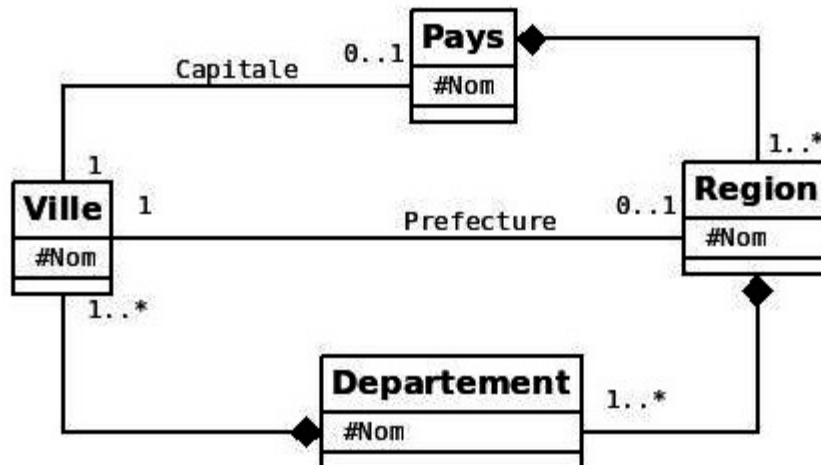 Pays
0..1
Capitale
#Nom
1..*
1
Region
Ville
1
0..1
Prefecture
#Nom
#Nom
1..*
Departement
1..*
#Nom